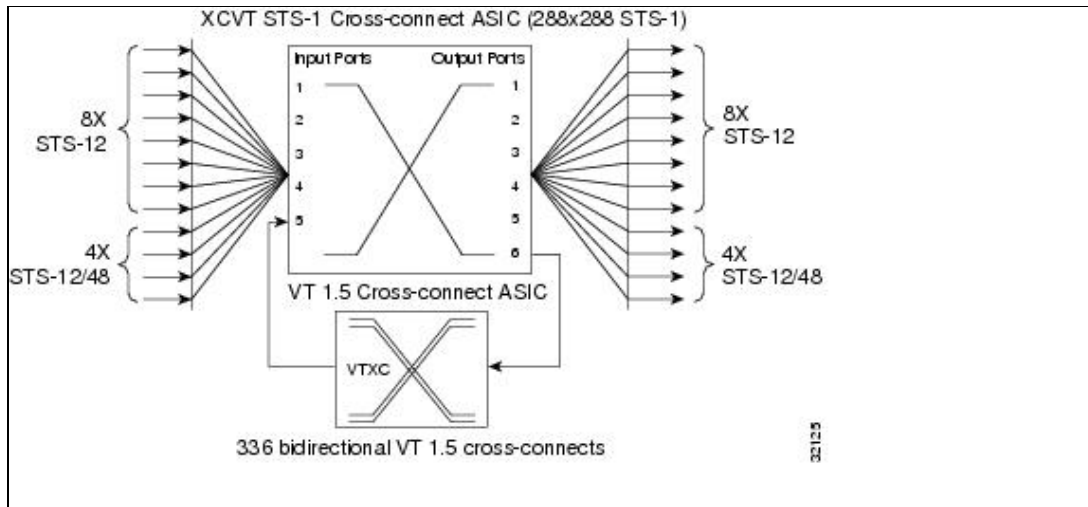 XCVT STS-1 Cross-connect ASIC (288x288 STS-1)
Input Ports
Output Ports
1
2
3
4
5
1
2
3
4
5
6
8X
STS-12
4X
STS-12/48
8X
STS-12
4X
STS-12/48
VT 1.5 Cross-connect ASIC
VTXC
336 bidirectional VT 1.5 cross-connects
32125